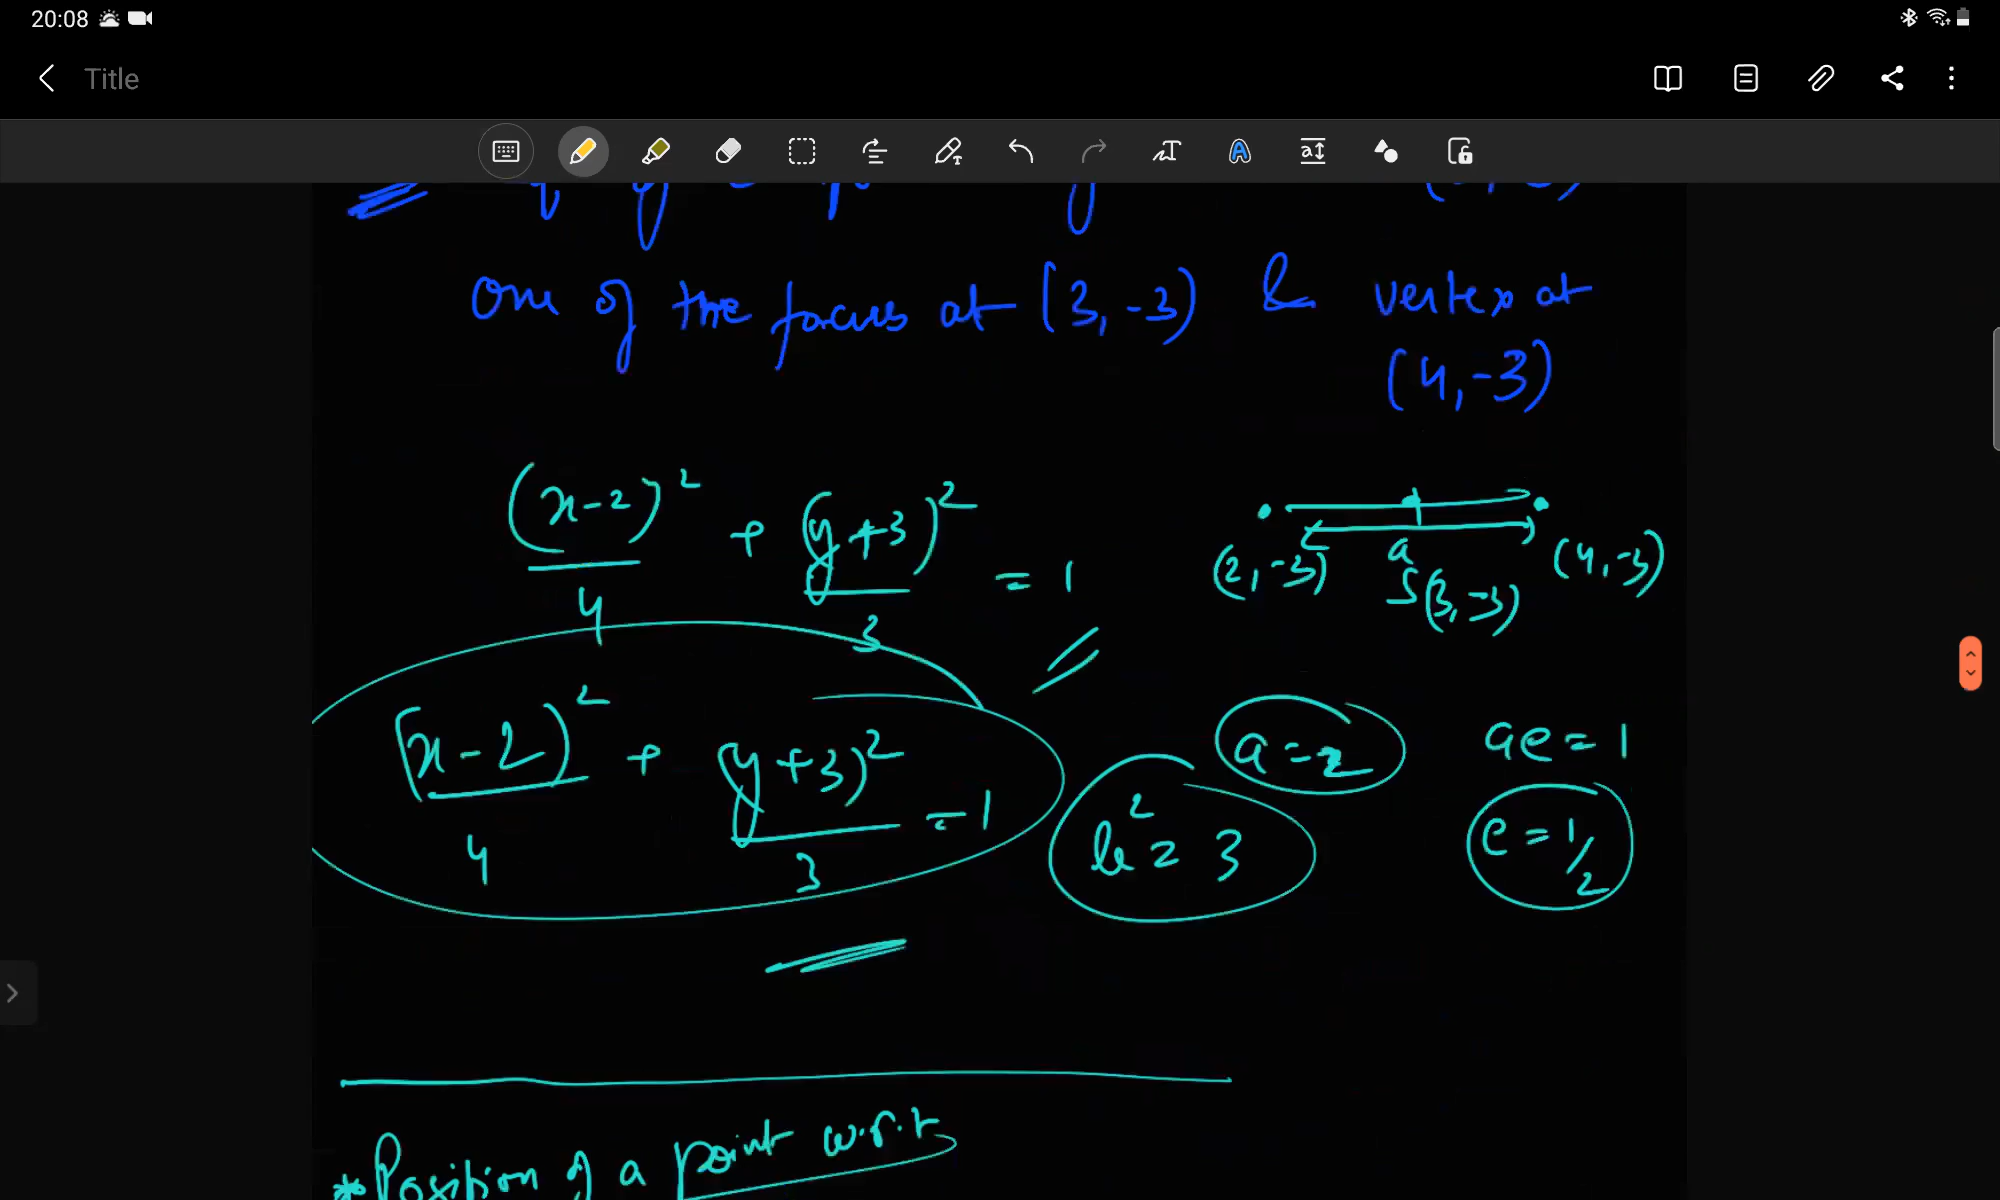 20:08
Title
one of the focus at (3, -3) & vertex at
(4, -3)
(x-2)²/4 + (y+3)²/3 = 1
a
(2, -3) S(3, -3) (4, -3)
(x-2)²/4 + (y+3)²/3 = 1
a = 2 ae = 1
b² = 3 e = 1/2
*Position of a point w.r.t